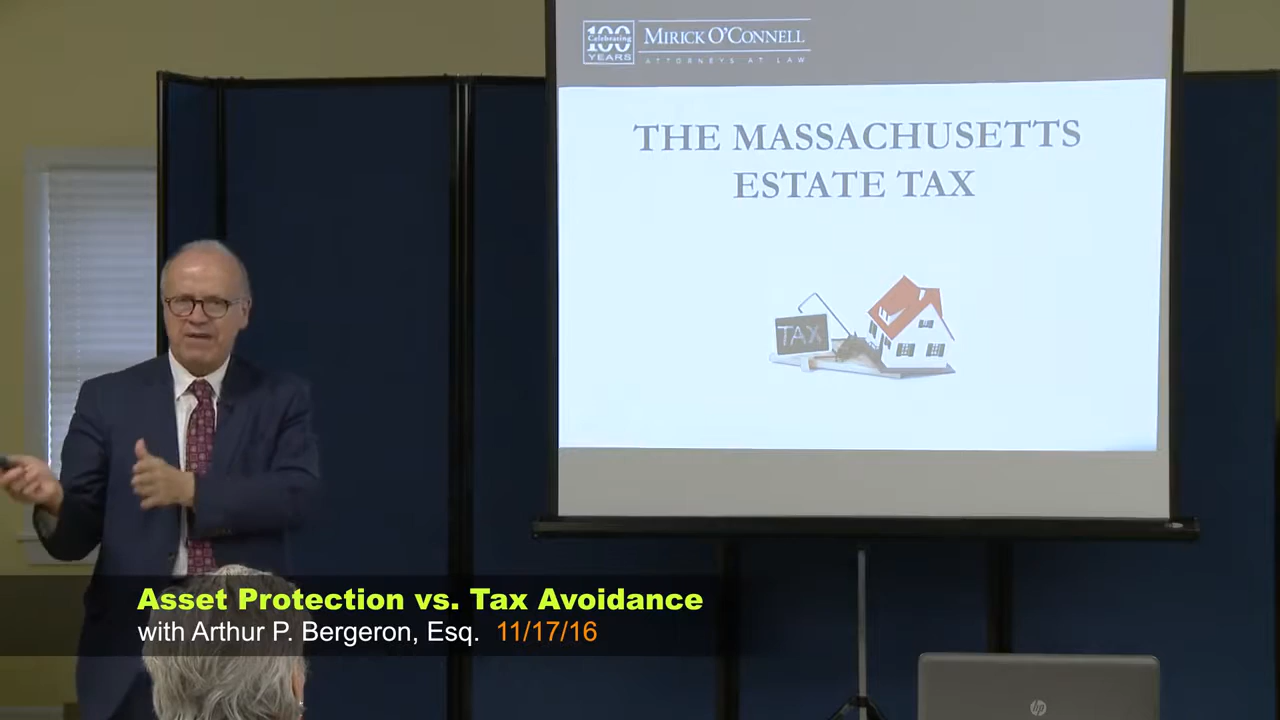 Celebrating
100
YEARS
MIRICK O'CONNELL
ATTORNEYS AT LAW
THE MASSACHUSETTS
ESTATE TAX
TAX
Asset Protection vs. Tax Avoidance
with Arthur P. Bergeron, Esq. 11/17/16
hp